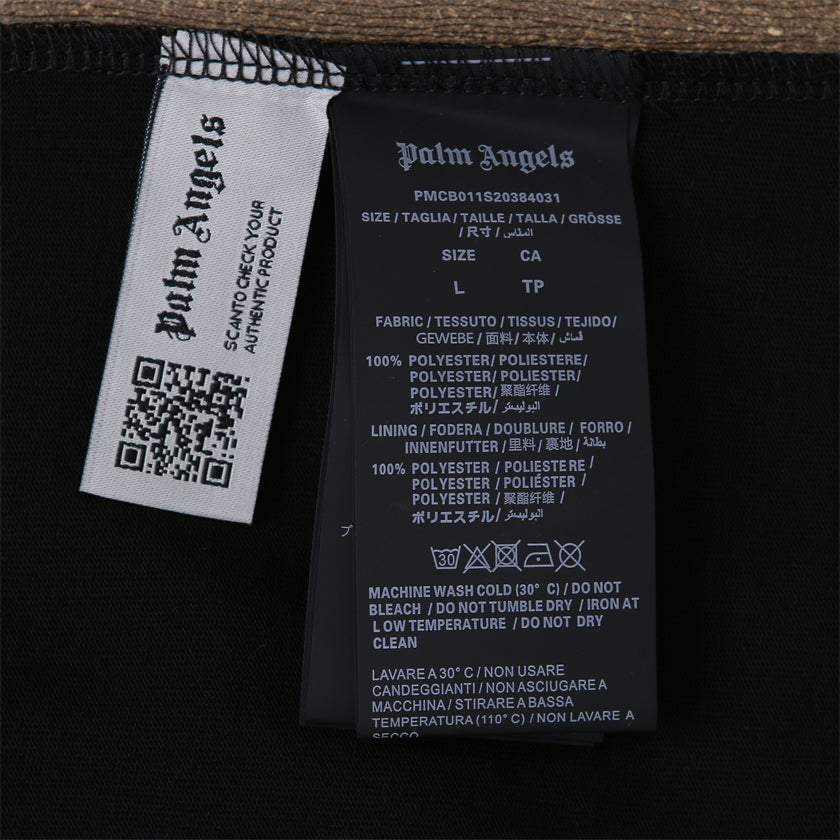 Palm Angels
SCANTO CHECK YOUR
AUTHENTIC PRODUCT
Palm Angels
PMCB011S20384031
SIZE / TAGLIA / TAILLE / TALLA / GRÖSSE
/ 尺寸 / المقاس
SIZE CA
L TP
FABRIC / TESSUTO / TISSUS / TEJIDO/
GEWEBE / 面料 / 本体 / قماش
100% POLYESTER/ POLIESTERE/
POLYESTER/ POLIESTER/
POLYESTER/ 聚酯纤维 /
ポリエステル/ البوليستر
LINING / FODERA / DOUBLURE / FORRO /
INNENFUTTER / 里料 / 裏地 / بطانة
100% POLYESTER / POLIESTERE /
POLYESTER / POLIÉSTER /
POLYESTER / 聚酯纤维 /
ポリエステル / البوليستر
プ
30
MACHINE WASH COLD (30° C) / DO NOT
BLEACH / DO NOT TUMBLE DRY / IRON AT
LOW TEMPERATURE / DO NOT DRY
CLEAN
LAVARE A 30° C / NON USARE
CANDEGGIANTI / NON ASCIUGARE A
MACCHINA / STIRARE A BASSA
TEMPERATURA (110° C) / NON LAVARE A
SECCO